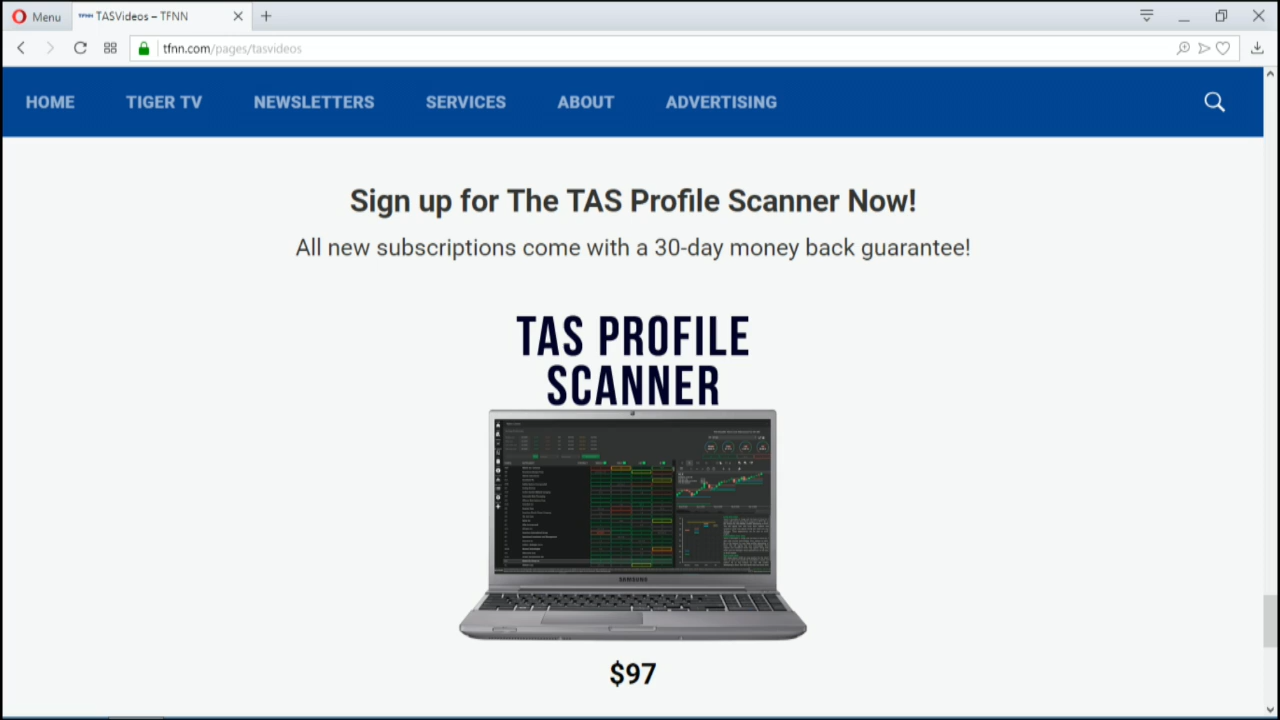 Menu
TFNN TASVideos – TFNN
tfnn.com/pages/tasvideos
HOME TIGER TV NEWSLETTERS SERVICES ABOUT ADVERTISING
Sign up for The TAS Profile Scanner Now!
All new subscriptions come with a 30-day money back guarantee!
TAS PROFILE
SCANNER
SAMSUNG
$97